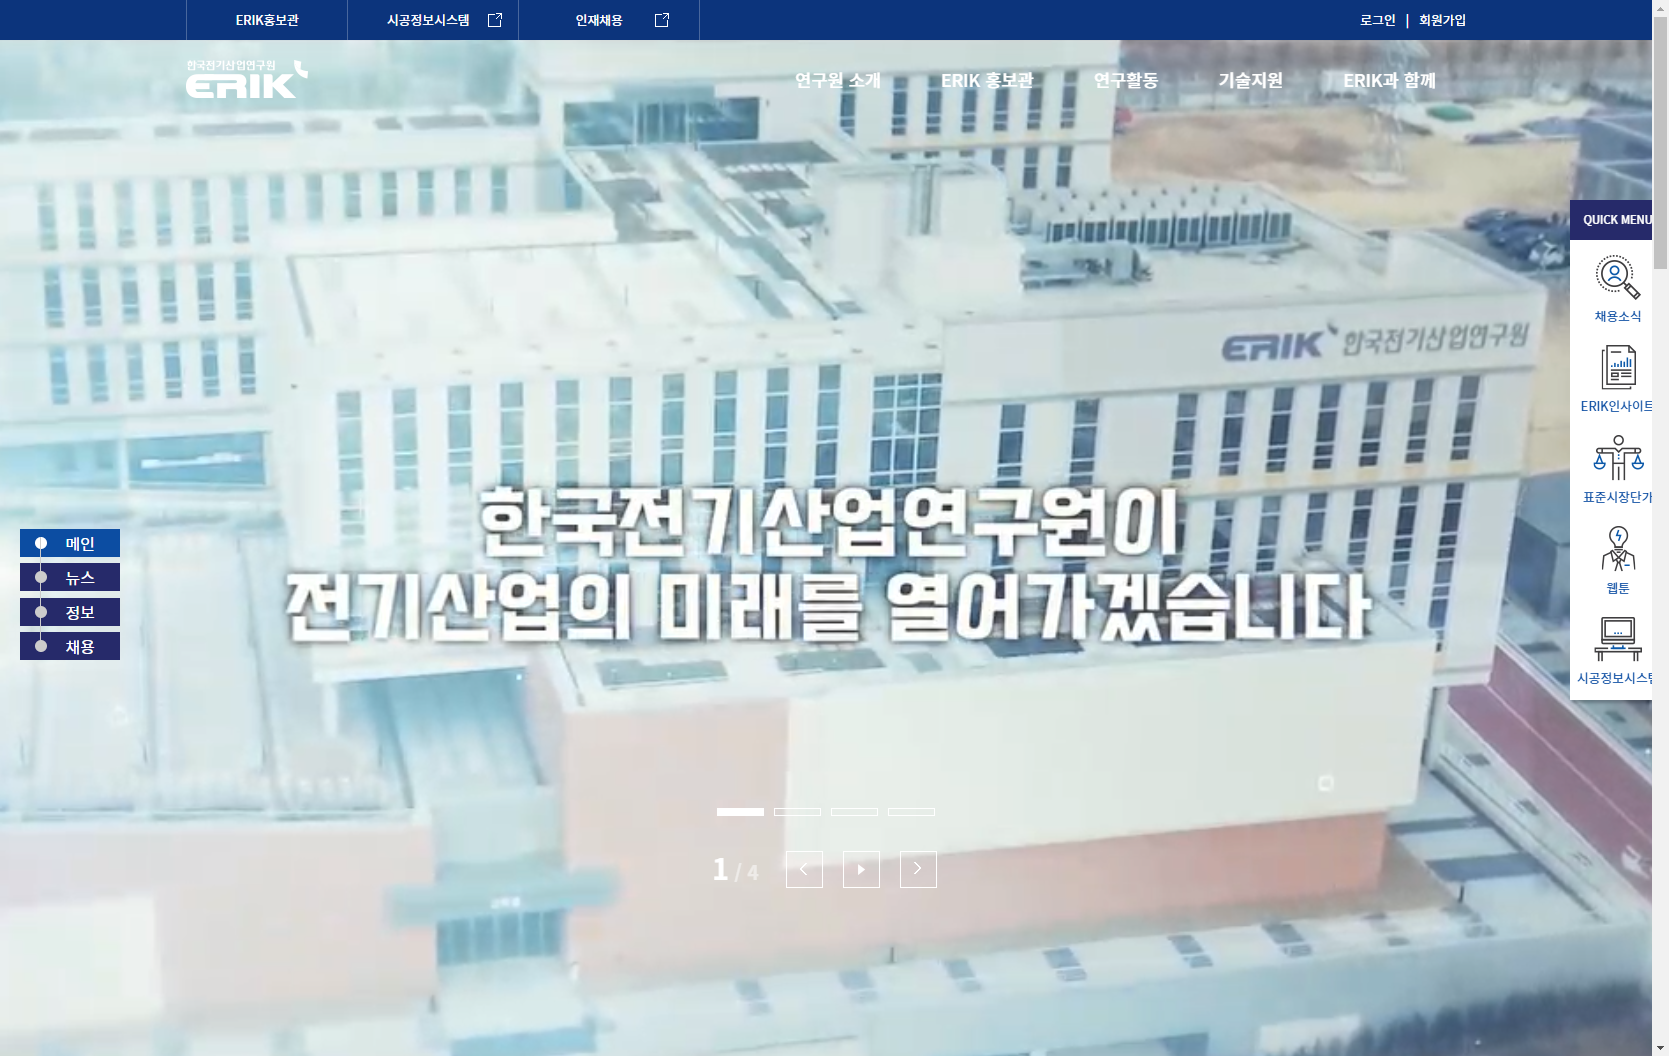 ERIK홍보관
시공정보시스템
인재채용
로그인 | 회원가입
한국전기산업연구원
ERIK
연구원 소개
ERIK 홍보관
연구활동
기술지원
ERIK과 함께
QUICK MENU
채용소식
ERIK인사이트
표준시장단가
웹툰
시공정보시스템
ERIK 한국전기산업연구원
한국전기산업연구원이
전기산업의 미래를 열어가겠습니다
메인
뉴스
정보
채용
1 / 4